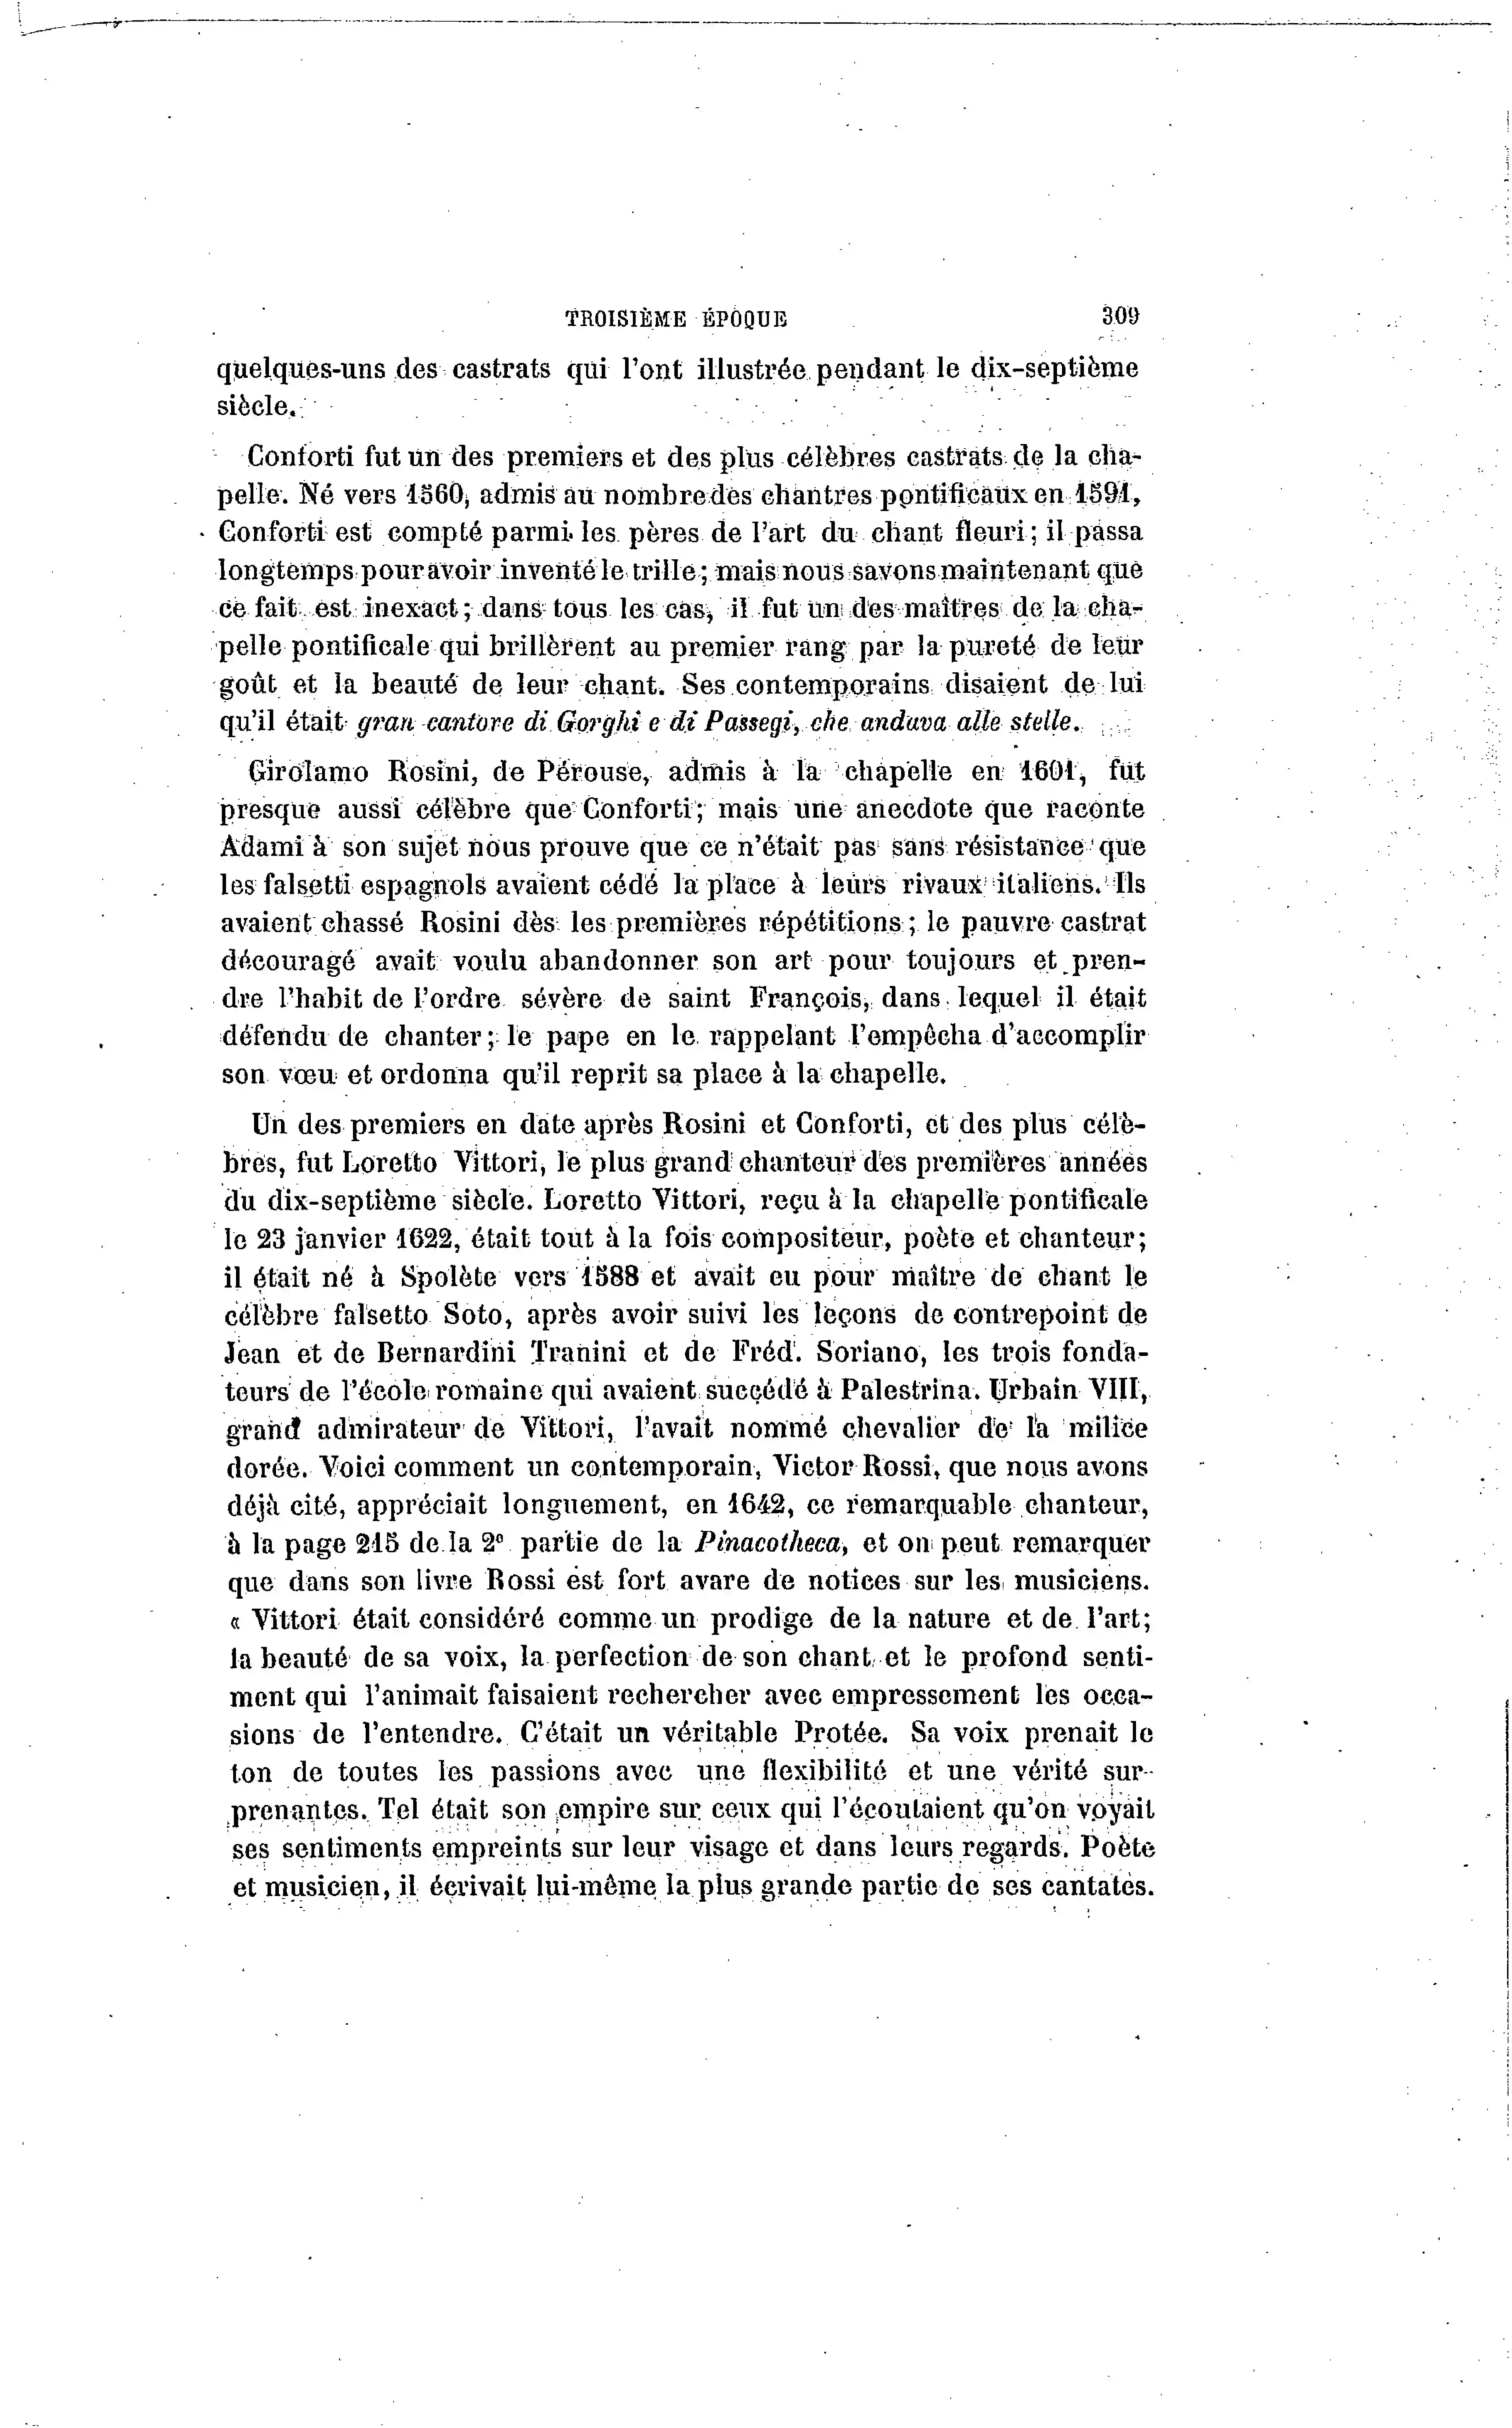 TROISIÈME ÉPOQUE 309
quelques-uns des castrats qui l'ont illustrée pendant le dix-septième
siècle.
Conforti fut un des premiers et des plus célèbres castrats de la cha-
pelle. Né vers 1560, admis au nombre des chantres pontificaux en 1591,
Conforti est compté parmi les pères de l'art du chant fleuri; il passa
longtemps pour avoir inventé le trille; mais nous savons maintenant que
ce fait est inexact; dans tous les cas, il fut un des maîtres de la cha-
pelle pontificale qui brillèrent au premier rang par la pureté de leur
goût et la beauté de leur chant. Ses contemporains disaient de lui
qu'il était gran cantore di Gorghi e di Passegi, che andava alle stelle.
Girolamo Rosini, de Pérouse, admis à la chapelle en 1601, fut
presque aussi célèbre que Conforti; mais une anecdote que raconte
Adami à son sujet nous prouve que ce n'était pas sans résistance que
les falsetti espagnols avaient cédé la place à leurs rivaux italiens. Ils
avaient chassé Rosini dès les premières répétitions; le pauvre castrat
découragé avait voulu abandonner son art pour toujours et pren-
dre l'habit de l'ordre sévère de saint François, dans lequel il était
défendu de chanter; le pape en le rappelant l'empêcha d'accomplir
son vœu et ordonna qu'il reprit sa place à la chapelle.
Un des premiers en date après Rosini et Conforti, et des plus célè-
bres, fut Loretto Vittori, le plus grand chanteur des premières années
du dix-septième siècle. Loretto Vittori, reçu à la chapelle pontificale
le 23 janvier 1622, était tout à la fois compositeur, poète et chanteur;
il était né à Spolète vers 1588 et avait eu pour maître de chant le
célèbre falsetto Soto, après avoir suivi les leçons de contrepoint de
Jean et de Bernardini Tranini et de Fréd. Soriano, les trois fonda-
teurs de l'école romaine qui avaient succédé à Palestrina. Urbain VIII,
grand admirateur de Vittori, l'avait nommé chevalier de la milice
dorée. Voici comment un contemporain, Victor Rossi, que nous avons
déjà cité, appréciait longuement, en 1642, ce remarquable chanteur,
à la page 215 de la 2e partie de la Pinacotheca, et on peut remarquer
que dans son livre Rossi est fort avare de notices sur les musiciens.
« Vittori était considéré comme un prodige de la nature et de l'art;
la beauté de sa voix, la perfection de son chant et le profond senti-
ment qui l'animait faisaient rechercher avec empressement les occa-
sions de l'entendre. C'était un véritable Protée. Sa voix prenait le
ton de toutes les passions avec une flexibilité et une vérité sur-
prenantes. Tel était son empire sur ceux qui l'écoutaient qu'on voyait
ses sentiments empreints sur leur visage et dans leurs regards. Poète
et musicien, il écrivait lui-même la plus grande partie de ses cantates.